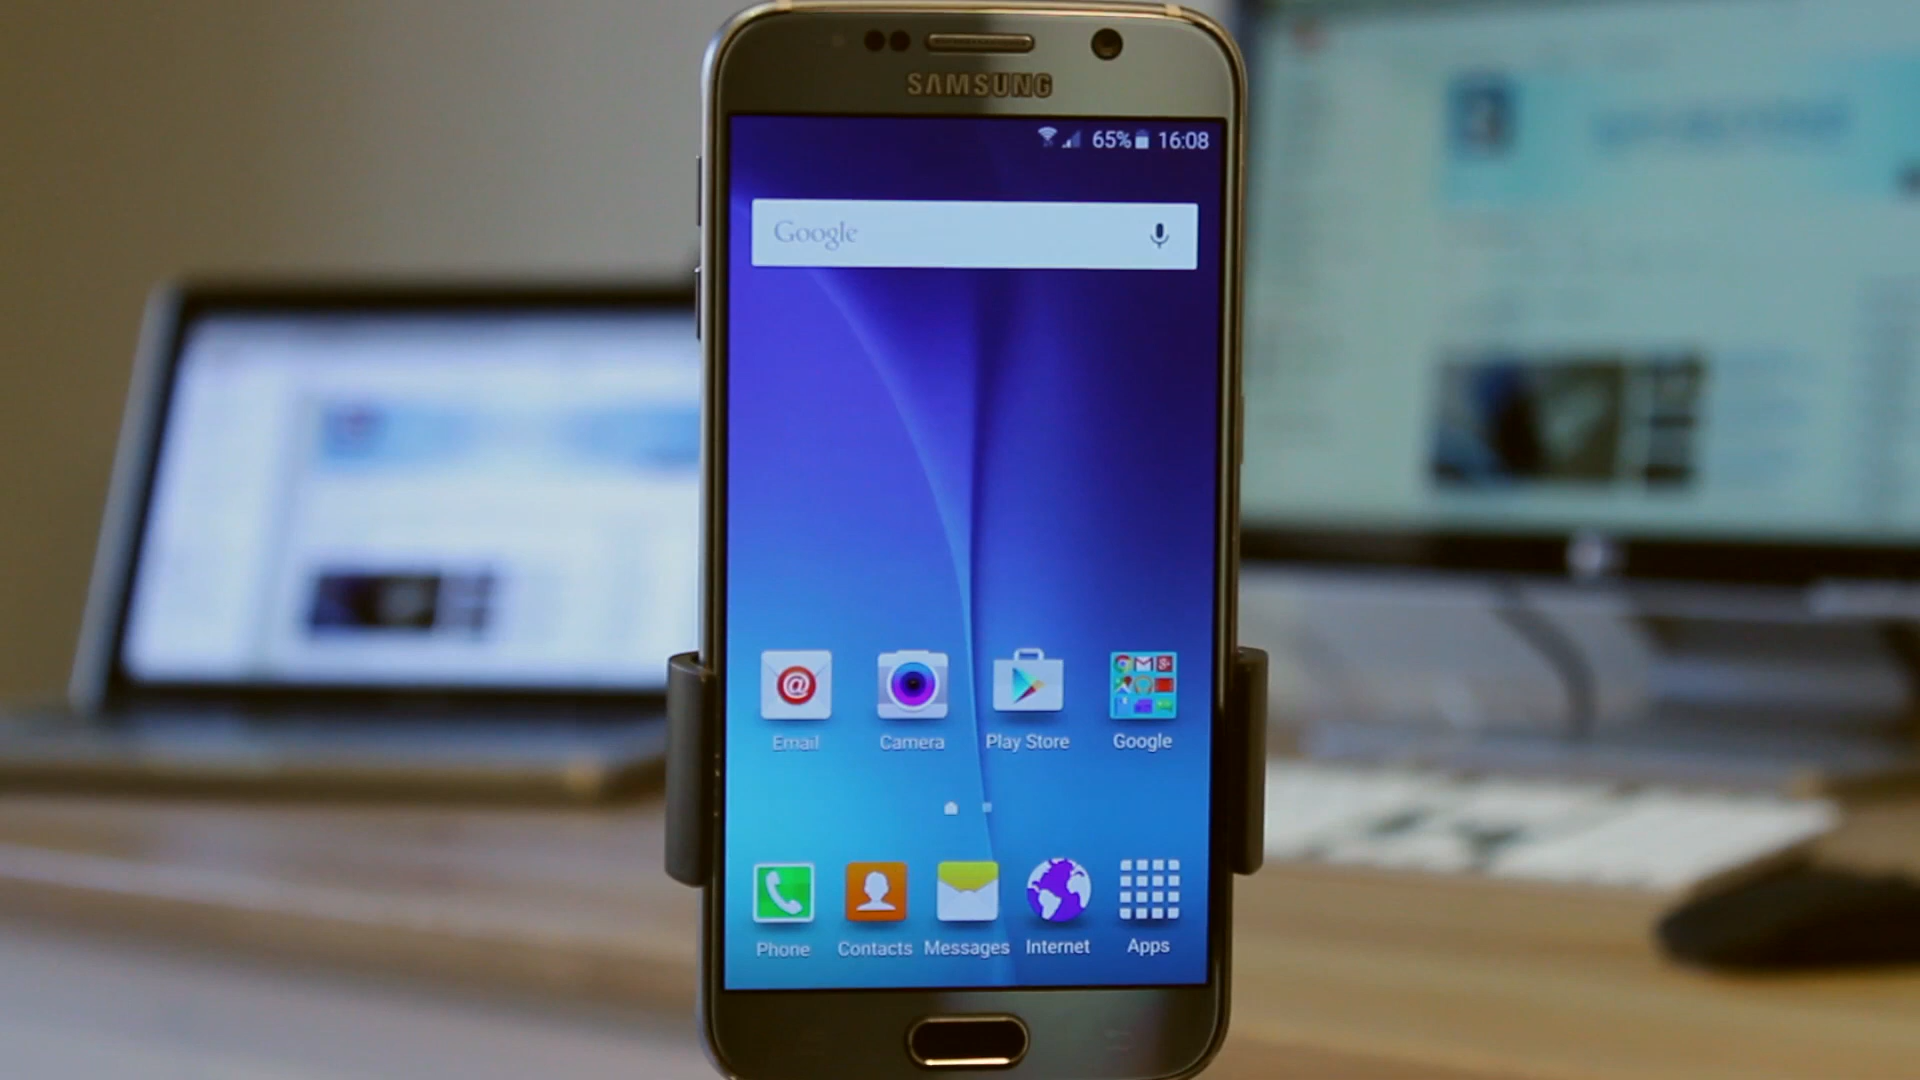 SAMSUNG
65% 16:08
Google
Email Camera Play Store Google
Phone Contacts Messages Internet Apps